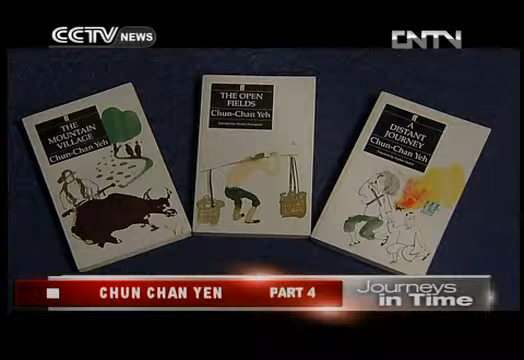 CCTV NEWS
CNTV
THE
MOUNTAIN
VILLAGE
Chun-Chan Yeh
THE OPEN
FIELDS
Chun-Chan Yeh
A
DISTANT
JOURNEY
Chun-Chan Yeh
CHUN CHAN YEN PART 4
Journeys
in Time